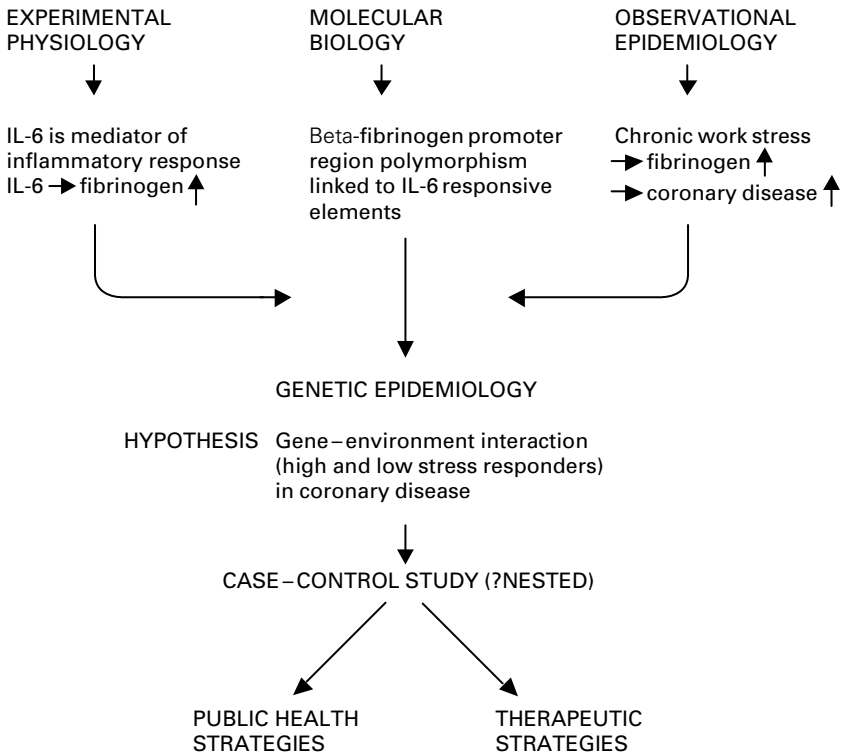 EXPERIMENTAL
PHYSIOLOGY
MOLECULAR
BIOLOGY
OBSERVATIONAL
EPIDEMIOLOGY
IL-6 is mediator of
inflammatory response
IL-6 → fibrinogen ↑
Beta-fibrinogen promoter
region polymorphism
linked to IL-6 responsive
elements
Chronic work stress
→ fibrinogen ↑
→ coronary disease ↑
GENETIC EPIDEMIOLOGY
HYPOTHESIS Gene–environment interaction
(high and low stress responders)
in coronary disease
CASE–CONTROL STUDY (?NESTED)
PUBLIC HEALTH
STRATEGIES
THERAPEUTIC
STRATEGIES